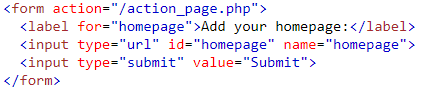 <form action="/action_page.php">
  <label for="homepage">Add your homepage:</label>
  <input type="url" id="homepage" name="homepage">
  <input type="submit" value="Submit">
</form>